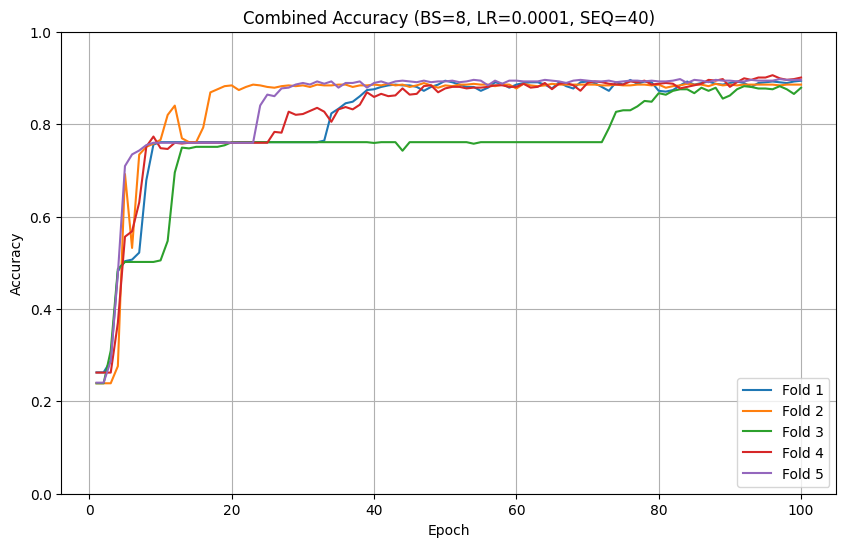 Combined Accuracy (BS=8, LR=0.0001, SEQ=40)
1.0
0.8
0.6
0.4
0.2
0.0
Accuracy
0 20 40 60 80 100
Epoch
Fold 1
Fold 2
Fold 3
Fold 4
Fold 5